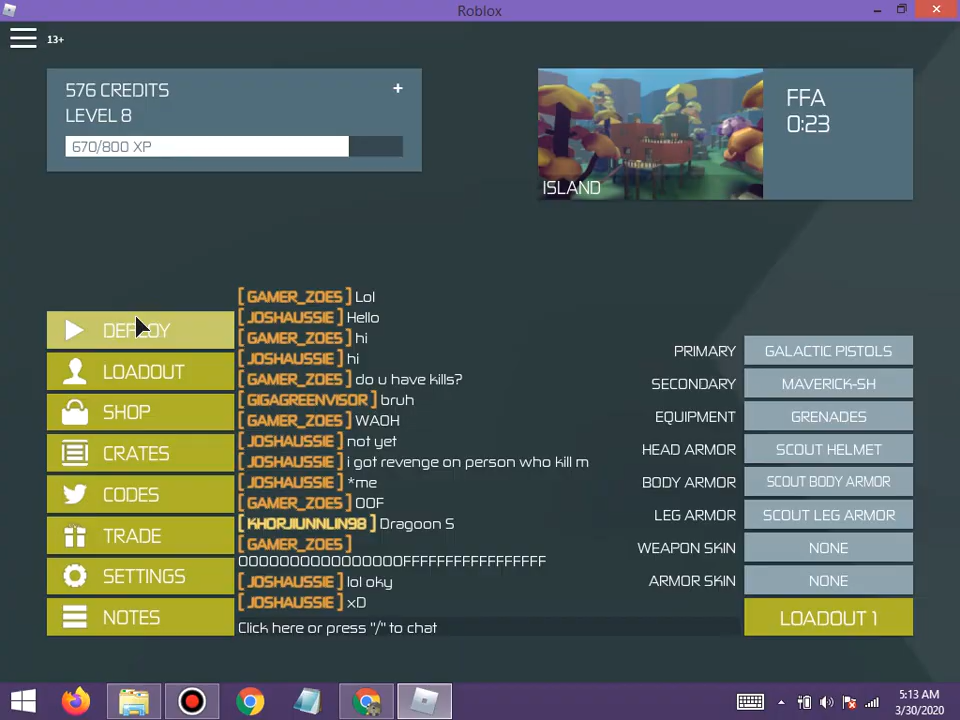 Roblox
13+
576 CREDITS
+
LEVEL 8
670/800 XP
FFA
0:23
ISLAND
DEPLOY
LOADOUT
SHOP
CRATES
CODES
TRADE
SETTINGS
NOTES
[ GAMER_ZOES ] Lol
[ JOSHAUSSIE ] Hello
[ GAMER_ZOES ] hi
[ JOSHAUSSIE ] hi
[ GAMER_ZOES ] do u have kills?
[ GIGAGREENVISOR ] bruh
[ GAMER_ZOES ] WAOH
[ JOSHAUSSIE ] not yet
[ JOSHAUSSIE ] i got revenge on person who kill m
[ JOSHAUSSIE ] *me
[ GAMER_ZOES ] OOF
[ KHORJIUNNLIN98 ] Dragoon S
[ GAMER_ZOES ]
OOOOOOOOOOOOOOOOFFFFFFFFFFFFFFFFF
[ JOSHAUSSIE ] lol oky
[ JOSHAUSSIE ] xD
Click here or press "/" to chat
PRIMARY GALACTIC PISTOLS
SECONDARY MAVERICK-SH
EQUIPMENT GRENADES
HEAD ARMOR SCOUT HELMET
BODY ARMOR SCOUT BODY ARMOR
LEG ARMOR SCOUT LEG ARMOR
WEAPON SKIN NONE
ARMOR SKIN NONE
LOADOUT 1
5:13 AM
3/30/2020